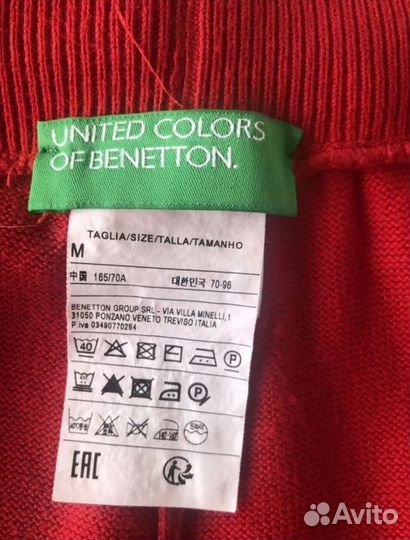 UNITED COLORS
OF BENETTON.
TAGLIA/SIZE/TALLA/TAMANHO
M
中国 165/70A 대한민국 70-96
BENETTON GROUP SRL - VIA VILLA MINELLI,1
31050 PONZANO VENETO TREVISO ITALIA
P.iva 03490770264
40 P
EAC
Avito